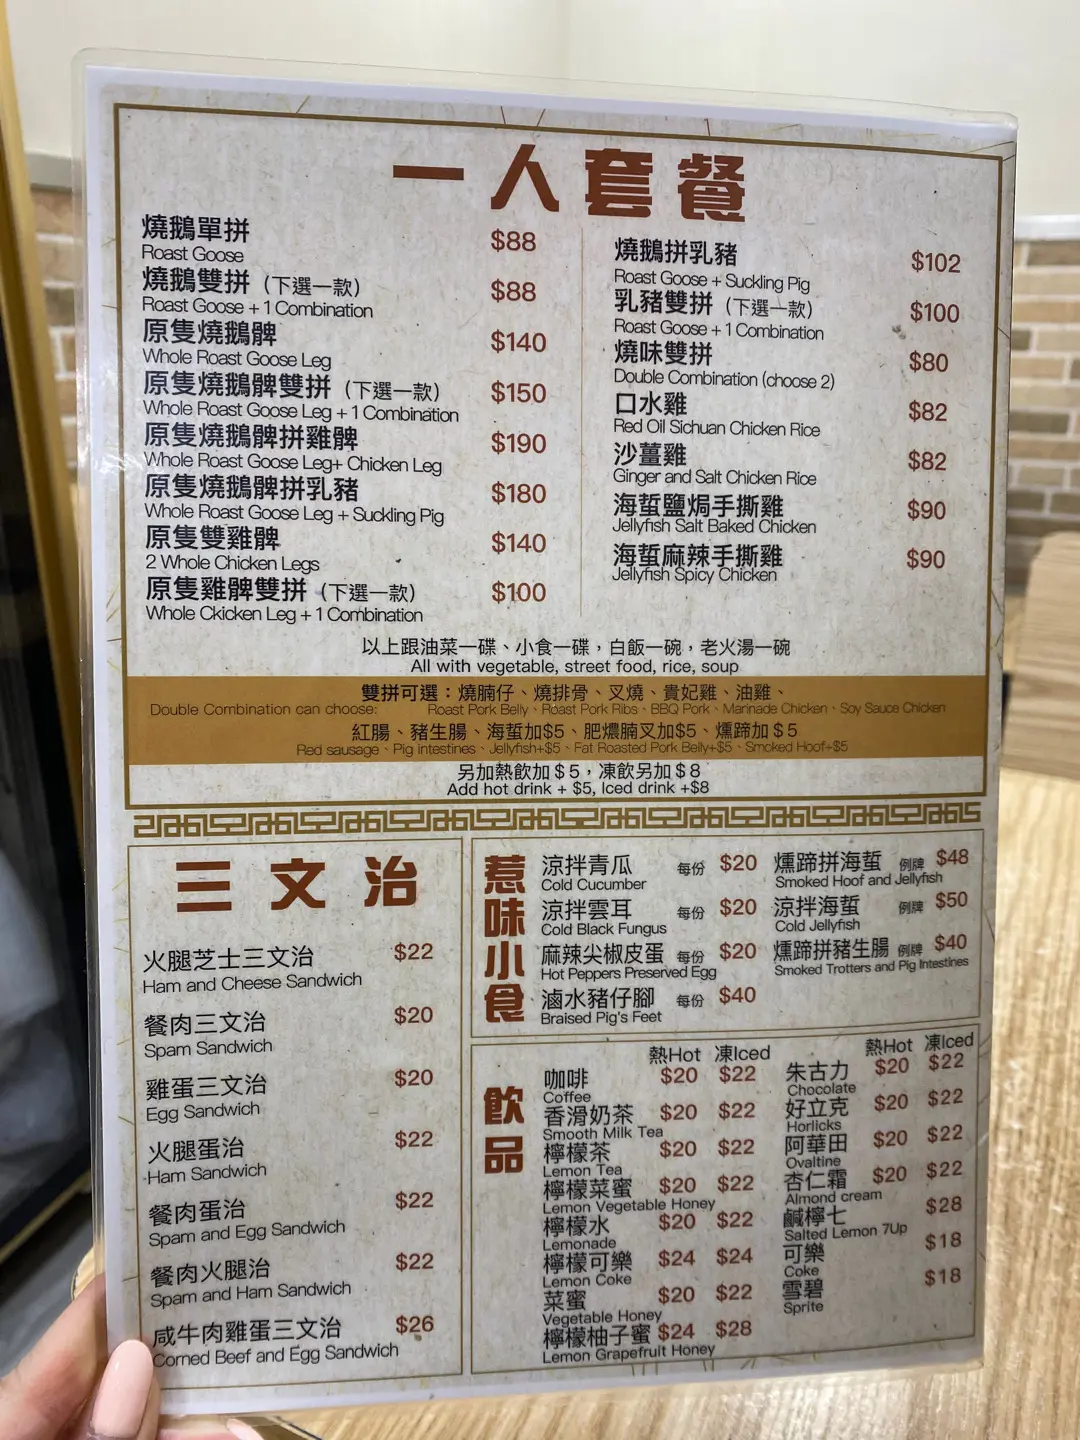 一人套餐
燒鵝單拼 $88
Roast Goose
燒鵝雙拼 (下選一款) $88
Roast Goose + 1 Combination
原隻燒鵝髀 $140
Whole Roast Goose Leg
原隻燒鵝髀雙拼 (下選一款) $150
Whole Roast Goose Leg + 1 Combination
原隻燒鵝髀拼雞髀 $190
Whole Roast Goose Leg+ Chicken Leg
原隻燒鵝髀拼乳豬 $180
Whole Roast Goose Leg + Suckling Pig
原隻雙雞髀 $140
2 Whole Chicken Legs
原隻雞髀雙拼 (下選一款) $100
Whole Ckicken Leg + 1 Combination
燒鵝拼乳豬 $102
Roast Goose + Suckling Pig
乳豬雙拼 (下選一款) $100
Roast Goose + 1 Combination
燒味雙拼 $80
Double Combination (choose 2)
口水雞 $82
Red Oil Sichuan Chicken Rice
沙薑雞 $82
Ginger and Salt Chicken Rice
海蜇鹽焗手撕雞 $90
Jellyfish Salt Baked Chicken
海蜇麻辣手撕雞 $90
Jellyfish Spicy Chicken
以上跟油菜一碟、小食一碟，白飯一碗，老火湯一碗
All with vegetable, street food, rice, soup
雙拼可選：燒腩仔、燒排骨、叉燒、貴妃雞、油雞、
Double Combination can choose: Roast Pork Belly、Roast Pork Ribs、BBQ Pork、Marinade Chicken、Soy Sauce Chicken
紅腸、豬生腸、海蜇加$5、肥燶腩叉加$5、燻蹄加$5
Red sausage、Pig intestines、Jellyfish+$5、Fat Roasted Pork Belly+$5、Smoked Hoof+$5
另加熱飲加$5，凍飲另加$8
Add hot drink + $5, Iced drink +$8
三文治
火腿芝士三文治 $22
Ham and Cheese Sandwich
餐肉三文治 $20
Spam Sandwich
雞蛋三文治 $20
Egg Sandwich
火腿蛋治 $22
Ham Sandwich
餐肉蛋治 $22
Spam and Egg Sandwich
餐肉火腿治 $22
Spam and Ham Sandwich
咸牛肉雞蛋三文治 $26
Corned Beef and Egg Sandwich
惹味小食
涼拌青瓜 每份 $20
Cold Cucumber
涼拌雲耳 每份 $20
Cold Black Fungus
麻辣尖椒皮蛋 每份 $20
Hot Peppers Preserved Egg
滷水豬仔腳 每份 $40
Braised Pig's Feet
燻蹄拼海蜇 例牌 $48
Smoked Hoof and Jellyfish
涼拌海蜇 例牌 $50
Cold Jellyfish
燻蹄拼豬生腸 例牌 $40
Smoked Trotters and Pig Intestines
飲品
熱Hot 凍Iced
咖啡 $20 $22
Coffee
香滑奶茶 $20 $22
Smooth Milk Tea
檸檬茶 $20 $22
Lemon Tea
檸檬菜蜜 $20 $22
Lemon Vegetable Honey
檸檬水 $20 $22
Lemonade
檸檬可樂 $24 $24
Lemon Coke
菜蜜 $20 $22
Vegetable Honey
檸檬柚子蜜 $24 $28
Lemon Grapefruit Honey
熱Hot 凍Iced
朱古力 $20 $22
Chocolate
好立克 $20 $22
Horlicks
阿華田 $20 $22
Ovaltine
杏仁霜 $20 $22
Almond cream
鹹檸七 $28
Salted Lemon 7Up
可樂 $18
Coke
雪碧 $18
Sprite